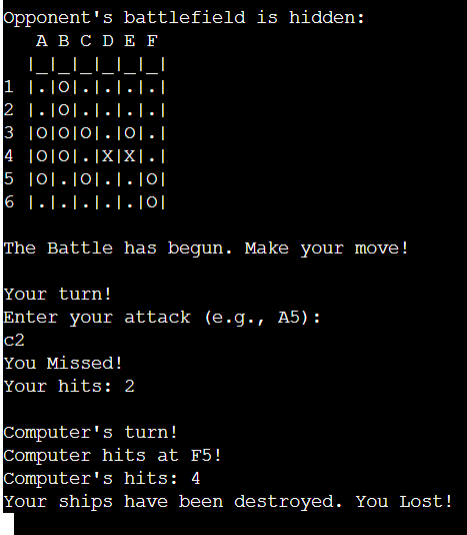 Opponent's battlefield is hidden:
   A B C D E F
  |_|_|_|_|_|_|
1 |.|O|.|.|.|.|
2 |.|O|.|.|.|.|
3 |O|O|O|.|O|.|
4 |O|O|.|X|X|.|
5 |O|.|O|.|.|O|
6 |.|.|.|.|.|O|
The Battle has begun. Make your move!
Your turn!
Enter your attack (e.g., A5):
c2
You Missed!
Your hits: 2
Computer's turn!
Computer hits at F5!
Computer's hits: 4
Your ships have been destroyed. You Lost!